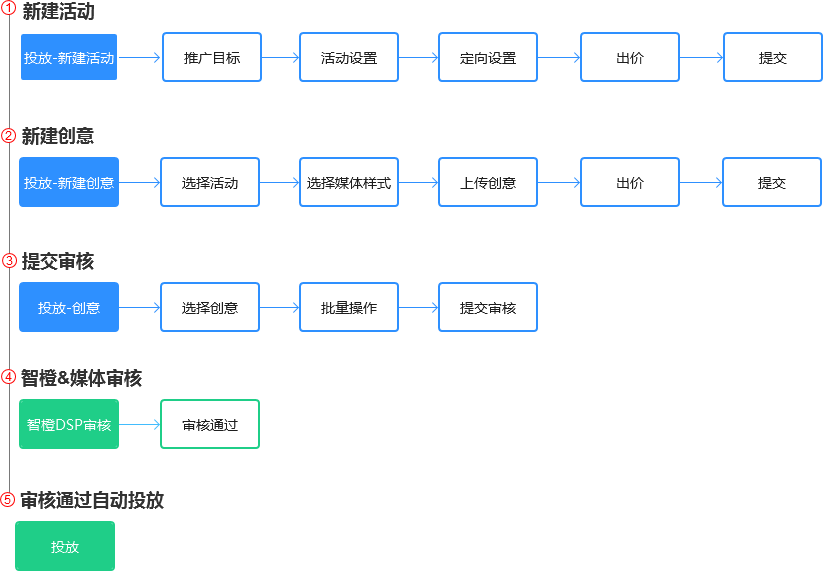 ① 新建活动
投放-新建活动 推广目标 活动设置 定向设置 出价 提交
② 新建创意
投放-新建创意 选择活动 选择媒体样式 上传创意 出价 提交
③ 提交审核
投放-创意 选择创意 批量操作 提交审核
④ 智橙&媒体审核
智橙DSP审核 审核通过
⑤ 审核通过自动投放
投放